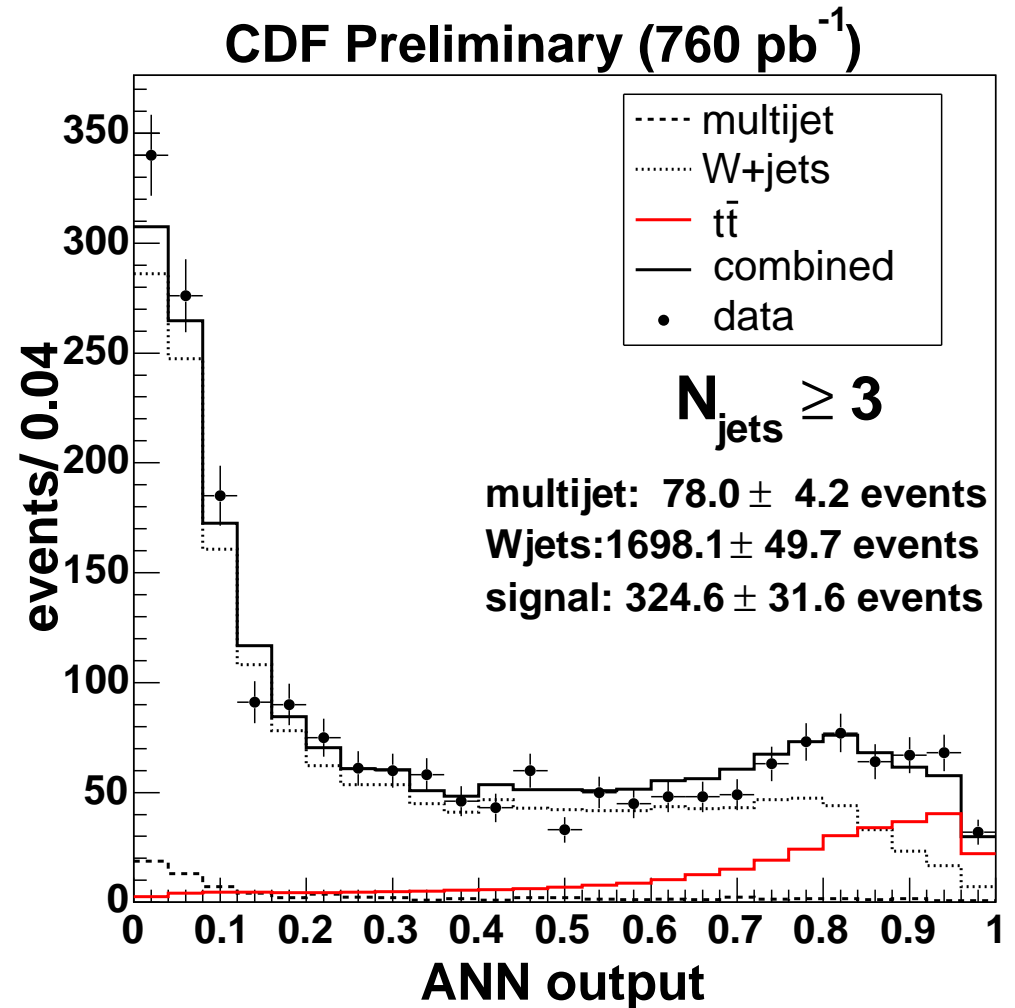 CDF Preliminary (760 pb⁻¹)
multijet
W+jets
tt̄
combined
data
N_jets ≥ 3
multijet: 78.0 ± 4.2 events
Wjets:1698.1 ± 49.7 events
signal: 324.6 ± 31.6 events
events/ 0.04
350
300
250
200
150
100
50
0
0 0.1 0.2 0.3 0.4 0.5 0.6 0.7 0.8 0.9 1
ANN output